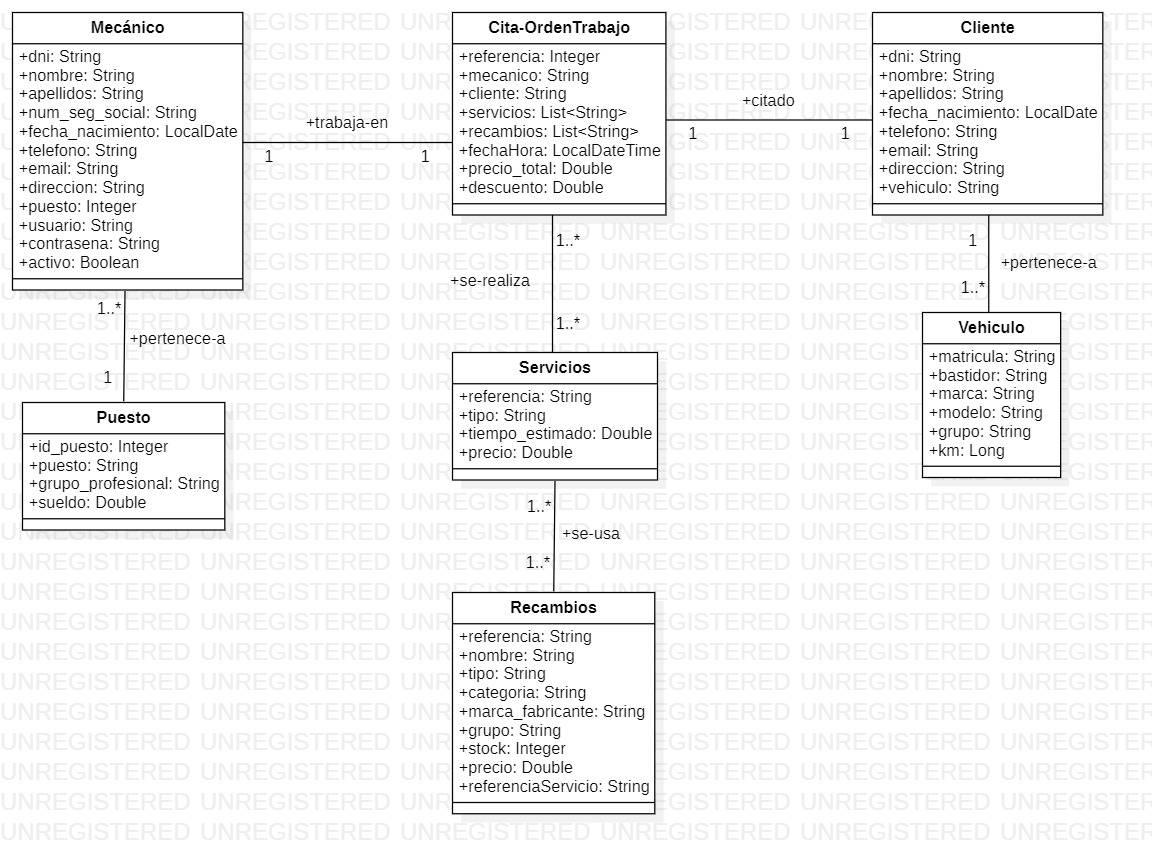 Mecánico
+dni: String
+nombre: String
+apellidos: String
+num_seg_social: String
+fecha_nacimiento: LocalDate
+telefono: String
+email: String
+direccion: String
+puesto: Integer
+usuario: String
+contrasena: String
+activo: Boolean
+trabaja-en
1
1
Cita-OrdenTrabajo
+referencia: Integer
+mecanico: String
+cliente: String
+servicios: List<String>
+recambios: List<String>
+fechaHora: LocalDateTime
+precio_total: Double
+descuento: Double
+citado
1
1
Cliente
+dni: String
+nombre: String
+apellidos: String
+fecha_nacimiento: LocalDate
+telefono: String
+email: String
+direccion: String
+vehiculo: String
1..*
+pertenece-a
1
Puesto
+id_puesto: Integer
+puesto: String
+grupo_profesional: String
+sueldo: Double
1..*
+se-realiza
1..*
Servicios
+referencia: String
+tipo: String
+tiempo_estimado: Double
+precio: Double
1
+pertenece-a
1..*
Vehiculo
+matricula: String
+bastidor: String
+marca: String
+modelo: String
+grupo: String
+km: Long
1..*
+se-usa
1..*
Recambios
+referencia: String
+nombre: String
+tipo: String
+categoria: String
+marca_fabricante: String
+grupo: String
+stock: Integer
+precio: Double
+referenciaServicio: String
UNREGISTERED